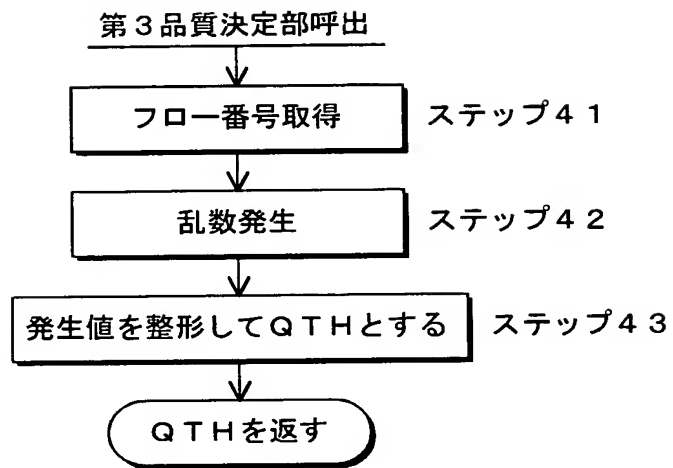 第３品質決定部呼出
フロー番号取得 ステップ４１
乱数発生 ステップ４２
発生値を整形してＱＴＨとする ステップ４３
ＱＴＨを返す